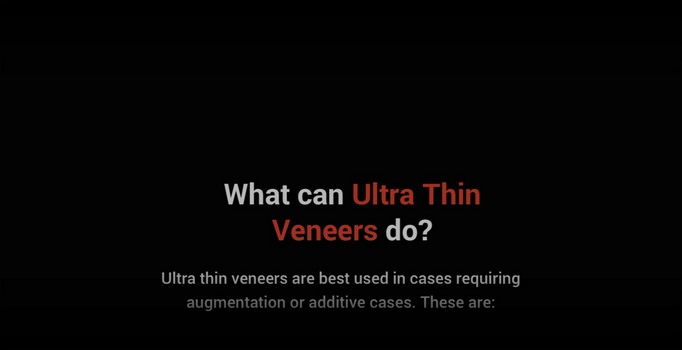 What can Ultra Thin
Veneers do?
Ultra thin veneers are best used in cases requiring
augmentation or additive cases. These are: